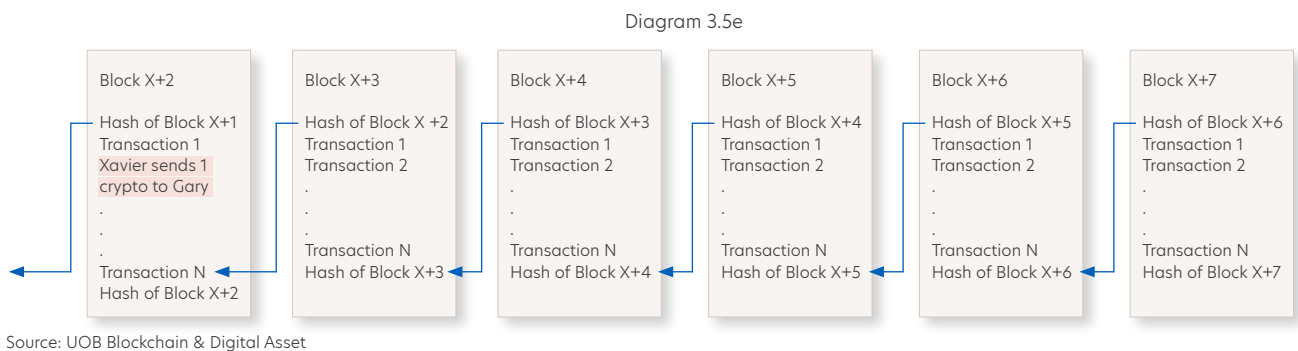 Diagram 3.5e
Block X+2
Hash of Block X+1
Transaction 1
Xavier sends 1
crypto to Gary
.
.
.
Transaction N
Hash of Block X+2
Block X+3
Hash of Block X +2
Transaction 1
Transaction 2
.
.
.
Transaction N
Hash of Block X+3
Block X+4
Hash of Block X+3
Transaction 1
Transaction 2
.
.
.
Transaction N
Hash of Block X+4
Block X+5
Hash of Block X+4
Transaction 1
Transaction 2
.
.
.
Transaction N
Hash of Block X+5
Block X+6
Hash of Block X+5
Transaction 1
Transaction 2
.
.
.
Transaction N
Hash of Block X+6
Block X+7
Hash of Block X+6
Transaction 1
Transaction 2
.
.
.
Transaction N
Hash of Block X+7
Source: UOB Blockchain & Digital Asset